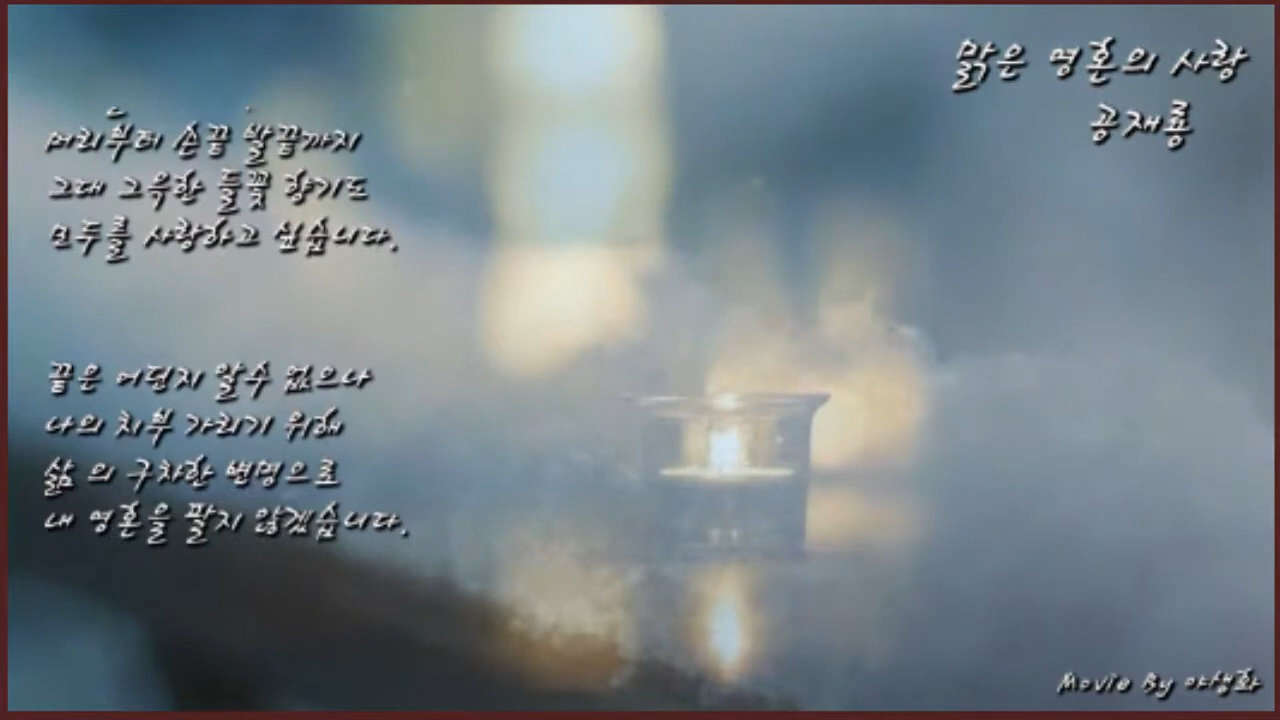 맑은 영혼의 사랑
공재룡
머리부터 손끝 발끝까지
그대 그윽한 들꽃 향기도
모두를 사랑하고 싶습니다.
끝은 어딘지 알수 없으나
나의 치부 가리기 위해
삶 의 구차한 변명으로
내 영혼을 팔지 않겠습니다.
Movie By 야생화